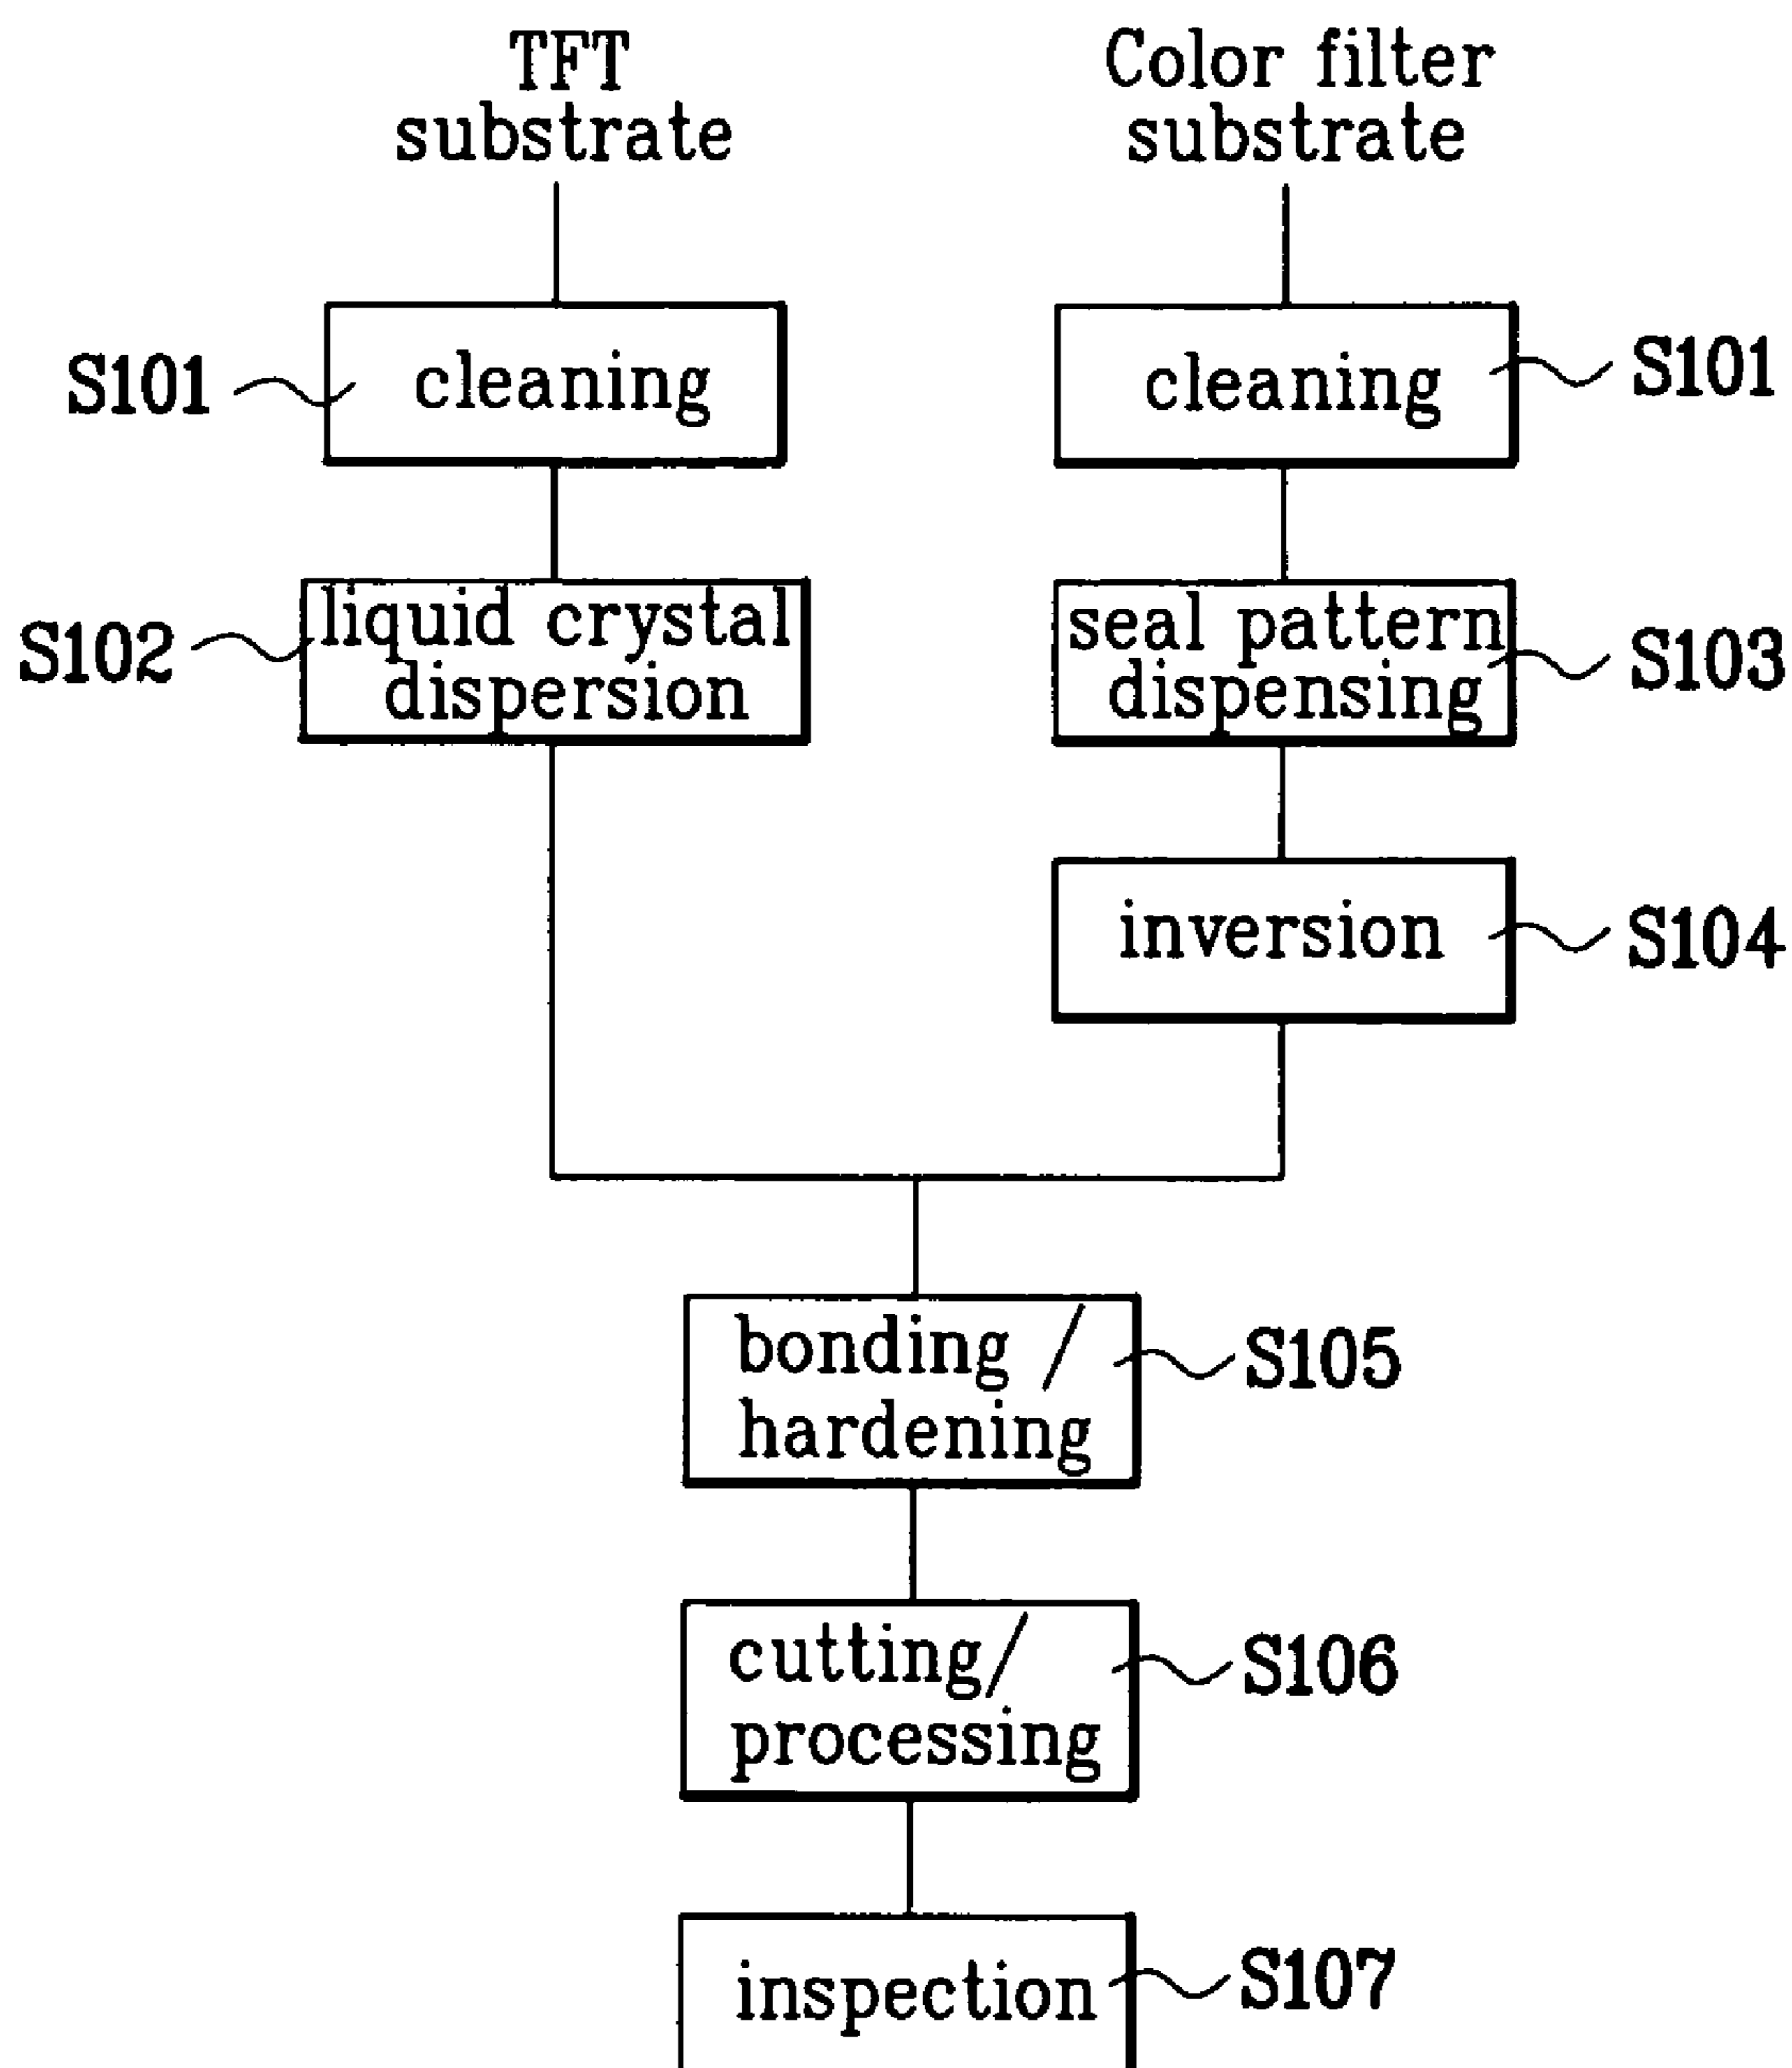 TFT
substrate
Color filter
substrate
S101
cleaning
cleaning
S101
S102
liquid crystal
dispersion
seal pattern
dispensing
S103
inversion
S104
bonding /
hardening
S105
cutting/
processing
S106
inspection
S107